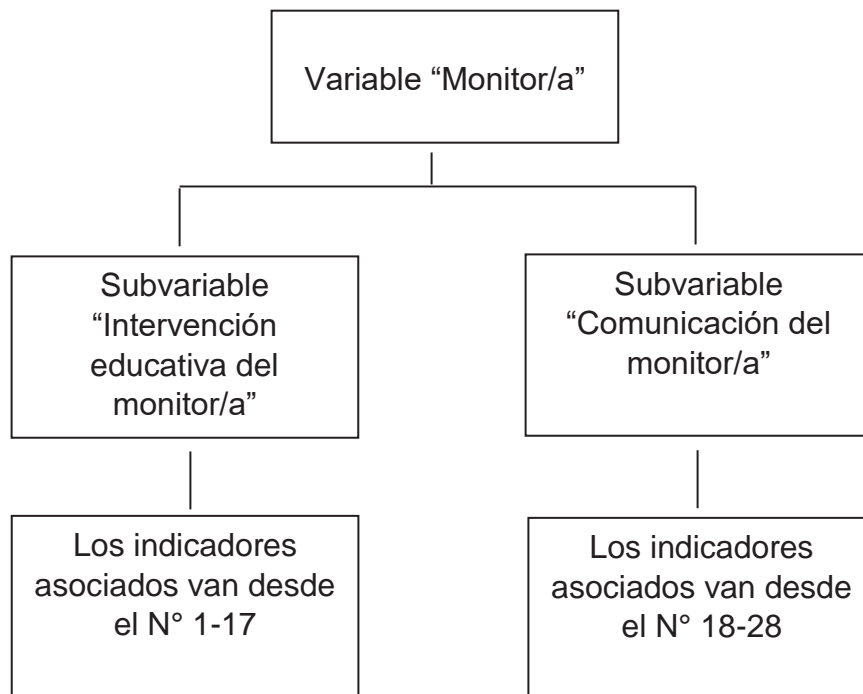 Variable “Monitor/a”
Subvariable
“Intervención
educativa del
monitor/a”
Subvariable
“Comunicación del
monitor/a”
Los indicadores
asociados van desde
el N° 1-17
Los indicadores
asociados van desde
el N° 18-28